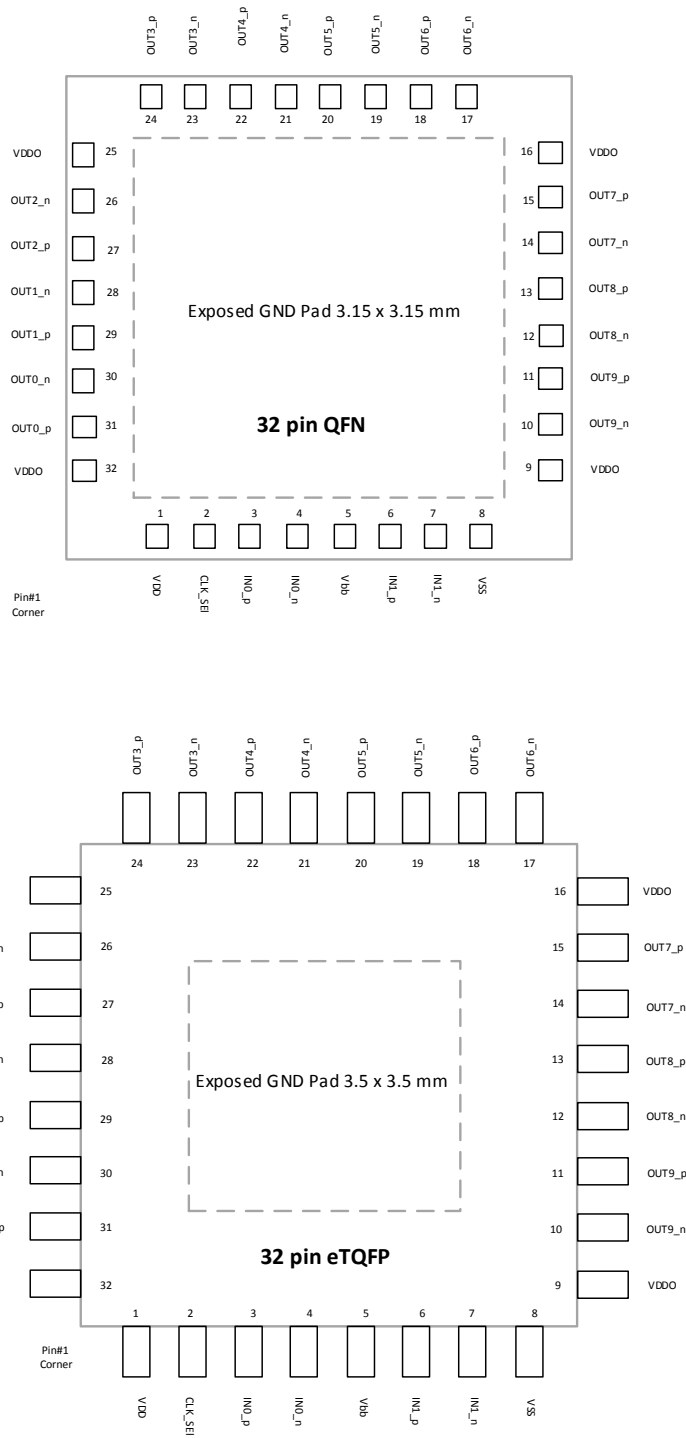 OUT3_p
OUT3_n
OUT4_p
OUT4_n
OUT5_p
OUT5_n
OUT6_p
OUT6_n
24
23
22
21
20
19
18
17
VDDO
25
16
VDDO
OUT2_n
26
15
OUT7_p
OUT2_p
27
14
OUT7_n
OUT1_n
28
13
OUT8_p
OUT1_p
29
12
OUT8_n
OUT0_n
30
11
OUT9_p
OUT0_p
31
10
OUT9_n
VDDO
32
9
VDDO
Exposed GND Pad 3.15 x 3.15 mm
32 pin QFN
1
2
3
4
5
6
7
8
VDD
CLK_SEl
IN0_p
IN0_n
Vbb
IN1_p
IN1_n
VSS
Pin#1
Corner
OUT3_p
OUT3_n
OUT4_p
OUT4_n
OUT5_p
OUT5_n
OUT6_p
OUT6_n
24
23
22
21
20
19
18
17
25
16
VDDO
n
26
15
OUT7_p
p
27
14
OUT7_n
n
28
13
OUT8_p
p
29
12
OUT8_n
n
30
11
OUT9_p
p
31
10
OUT9_n
32
9
VDDO
Exposed GND Pad 3.5 x 3.5 mm
32 pin eTQFP
1
2
3
4
5
6
7
8
Pin#1
Corner
VDD
CLK_SEl
IN0_p
IN0_n
Vbb
IN1_p
IN1_n
VSS